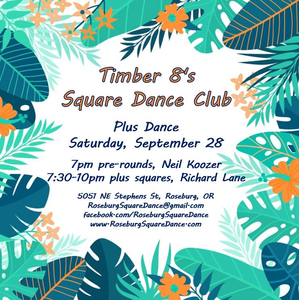 Timber 8's
Square Dance Club
Plus Dance
Saturday, September 28
7pm pre-rounds, Neil Koozer
7:30-10pm plus squares, Richard Lane
5051 NE Stephens St, Roseburg, OR
RoseburgSquareDance@gmail.com
facebook.com/RoseburgSquareDance
www.RoseburgSquareDance.com